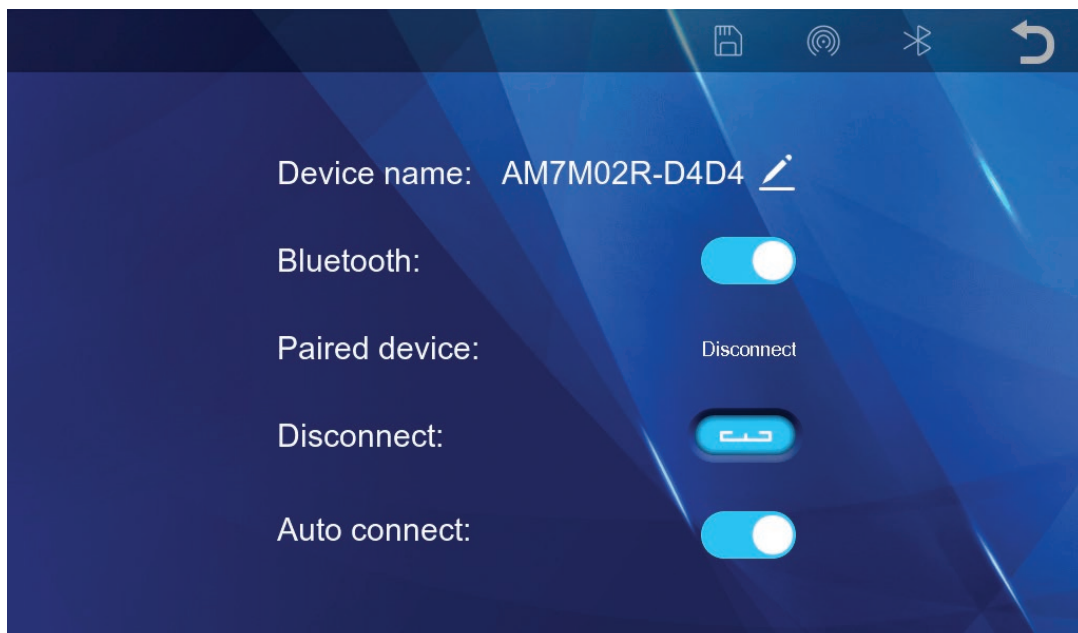 Device name: AM7M02R-D4D4
Bluetooth:
Paired device: Disconnect
Disconnect:
Auto connect: